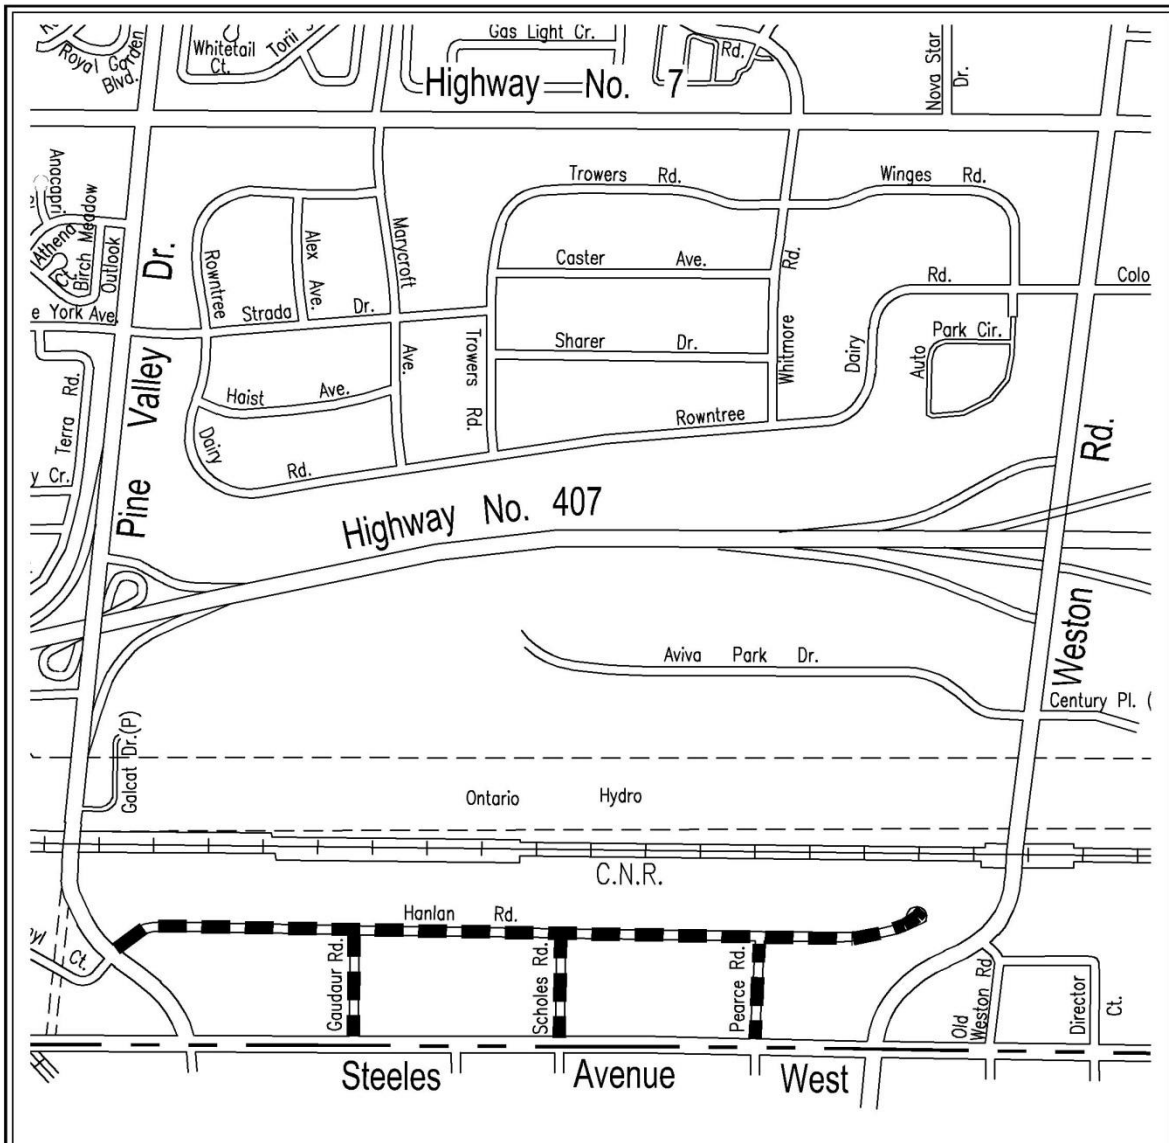 Royal Garden
Blvd.
Whitetail
Ct.
Torii
Gas Light Cr.
Rd.
Nova Star
Dr.
Highway No. 7
Anacapri
Athena
Ct.
Birch Meadow
Outlook
Pine Valley Dr.
Rowntree
Alex Ave.
Marycroft
Ave.
Trowers Rd.
Winges Rd.
Caster Ave.
Whitmore Rd.
Rd.
Colo
e York Ave.
Strada Dr.
Trowers Rd.
Sharer Dr.
Dairy
Auto
Park Cir.
Terra Rd.
Haist Ave.
Rowntree
Dairy
Rd.
y Cr.
Highway No. 407
Weston Rd.
Aviva Park Dr.
Century Pl. (
Galcat Dr.(P)
Ontario Hydro
C.N.R.
Hanlan Rd.
Ct.
Gaudaur Rd.
Scholes Rd.
Pearce Rd.
Old
Weston Rd
Director
Ct.
Steeles Avenue West